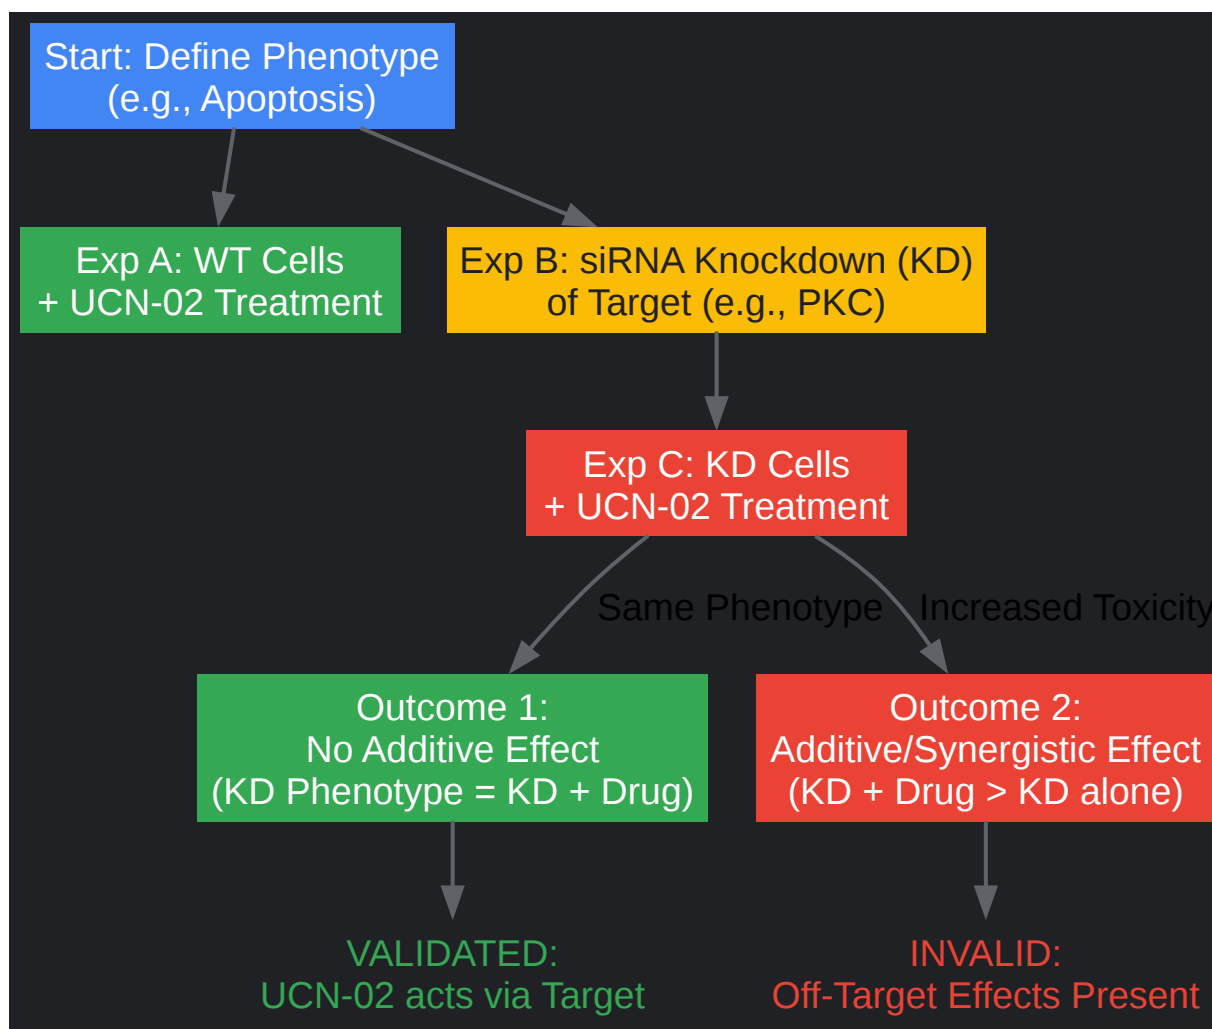 Start: Define Phenotype
(e.g., Apoptosis)
Exp A: WT Cells
+ UCN-02 Treatment
Exp B: siRNA Knockdown (KD)
of Target (e.g., PKC)
Exp C: KD Cells
+ UCN-02 Treatment
Same Phenotype
Increased Toxicity
Outcome 1:
No Additive Effect
(KD Phenotype = KD + Drug)
Outcome 2:
Additive/Synergistic Effect
(KD + Drug > KD alone)
VALIDATED:
UCN-02 acts via Target
INVALID:
Off-Target Effects Present